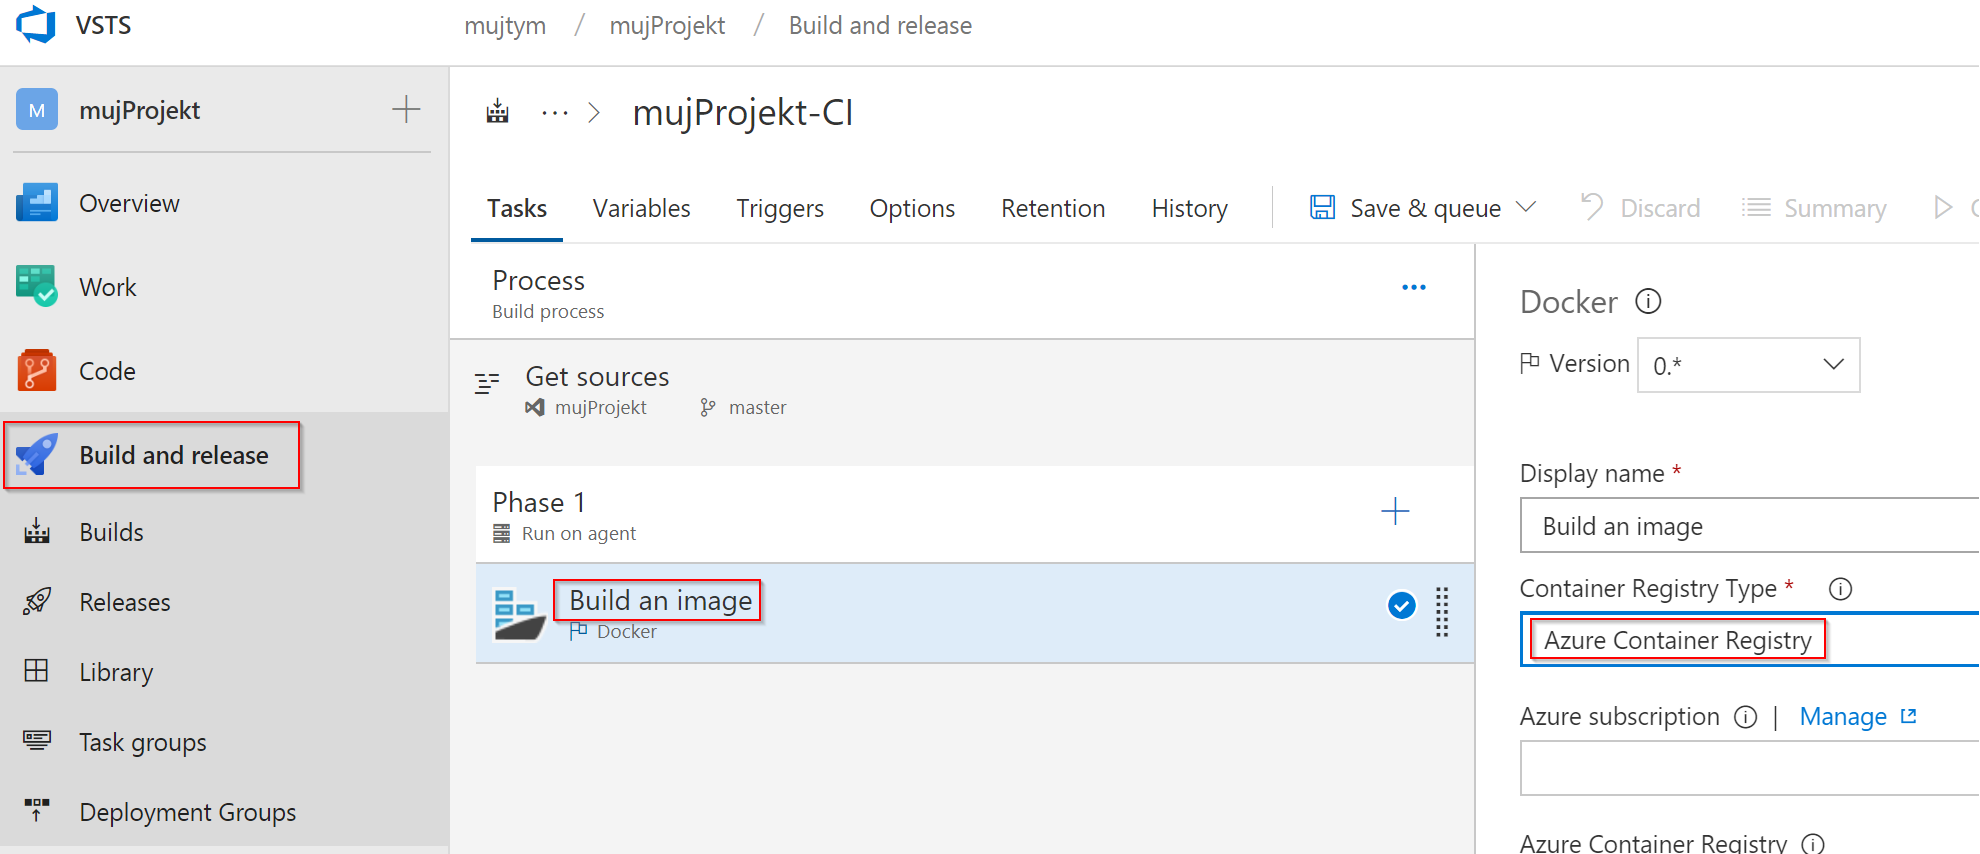 VSTS
mujtym / mujProjekt / Build and release
M mujProjekt
Overview
Work
Code
Build and release
Builds
Releases
Library
Task groups
Deployment Groups
··· > mujProjekt-CI
Tasks Variables Triggers Options Retention History Save & queue Discard Summary
Process
Build process
Get sources
mujProjekt master
Phase 1
Run on agent
Build an image
Docker
Docker
Version 0.*
Display name *
Build an image
Container Registry Type *
Azure Container Registry
Azure subscription | Manage
Azure Container Registry